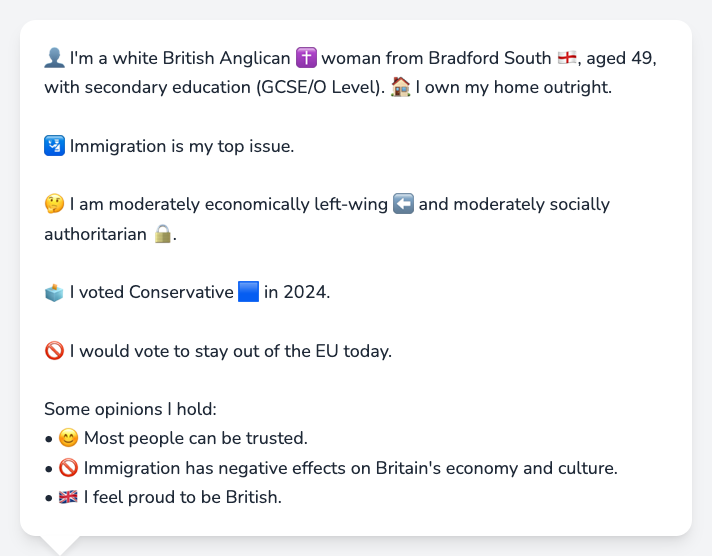 👤 I'm a white British Anglican ✝️ woman from Bradford South 🏴󠁧󠁢󠁥󠁮󠁧󠁿, aged 49,
with secondary education (GCSE/O Level). 🏠 I own my home outright.
🛂 Immigration is my top issue.
🤔 I am moderately economically left-wing ⬅️ and moderately socially
authoritarian 🔒.
🗳️ I voted Conservative 🟦 in 2024.
🚫 I would vote to stay out of the EU today.
Some opinions I hold:
• 😊 Most people can be trusted.
• 🚫 Immigration has negative effects on Britain's economy and culture.
• 🇬🇧 I feel proud to be British.